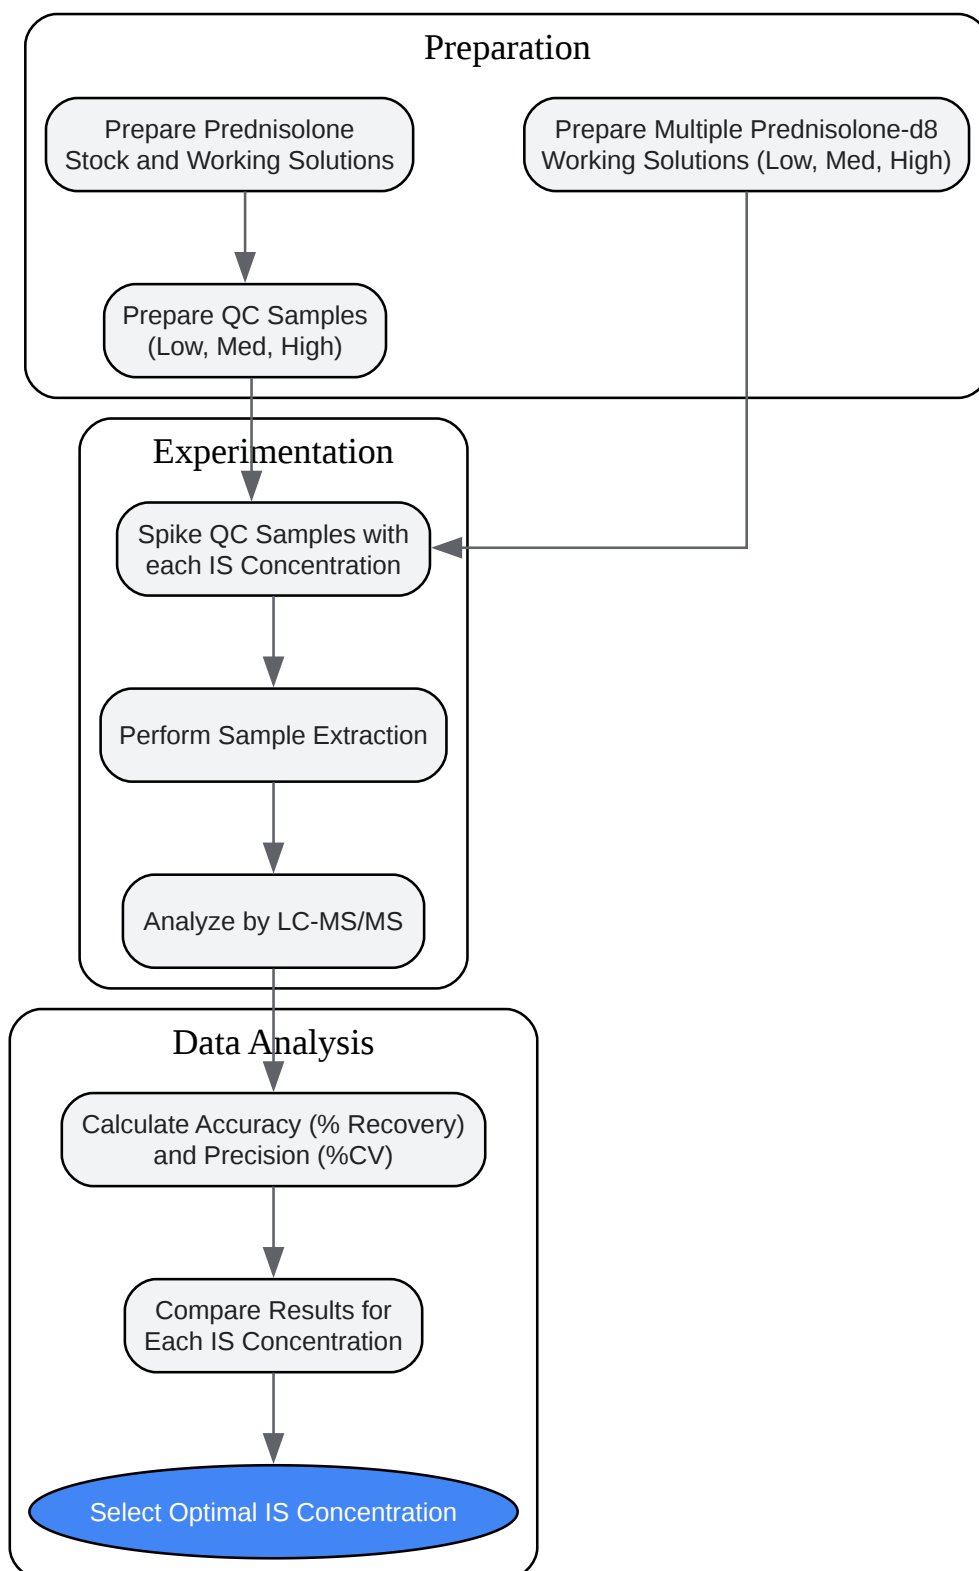 Preparation
Prepare Prednisolone
Stock and Working Solutions
Prepare Multiple Prednisolone-d8
Working Solutions (Low, Med, High)
Prepare QC Samples
(Low, Med, High)
Experimentation
Spike QC Samples with
each IS Concentration
Perform Sample Extraction
Analyze by LC-MS/MS
Data Analysis
Calculate Accuracy (% Recovery)
and Precision (%CV)
Compare Results for
Each IS Concentration
Select Optimal IS Concentration